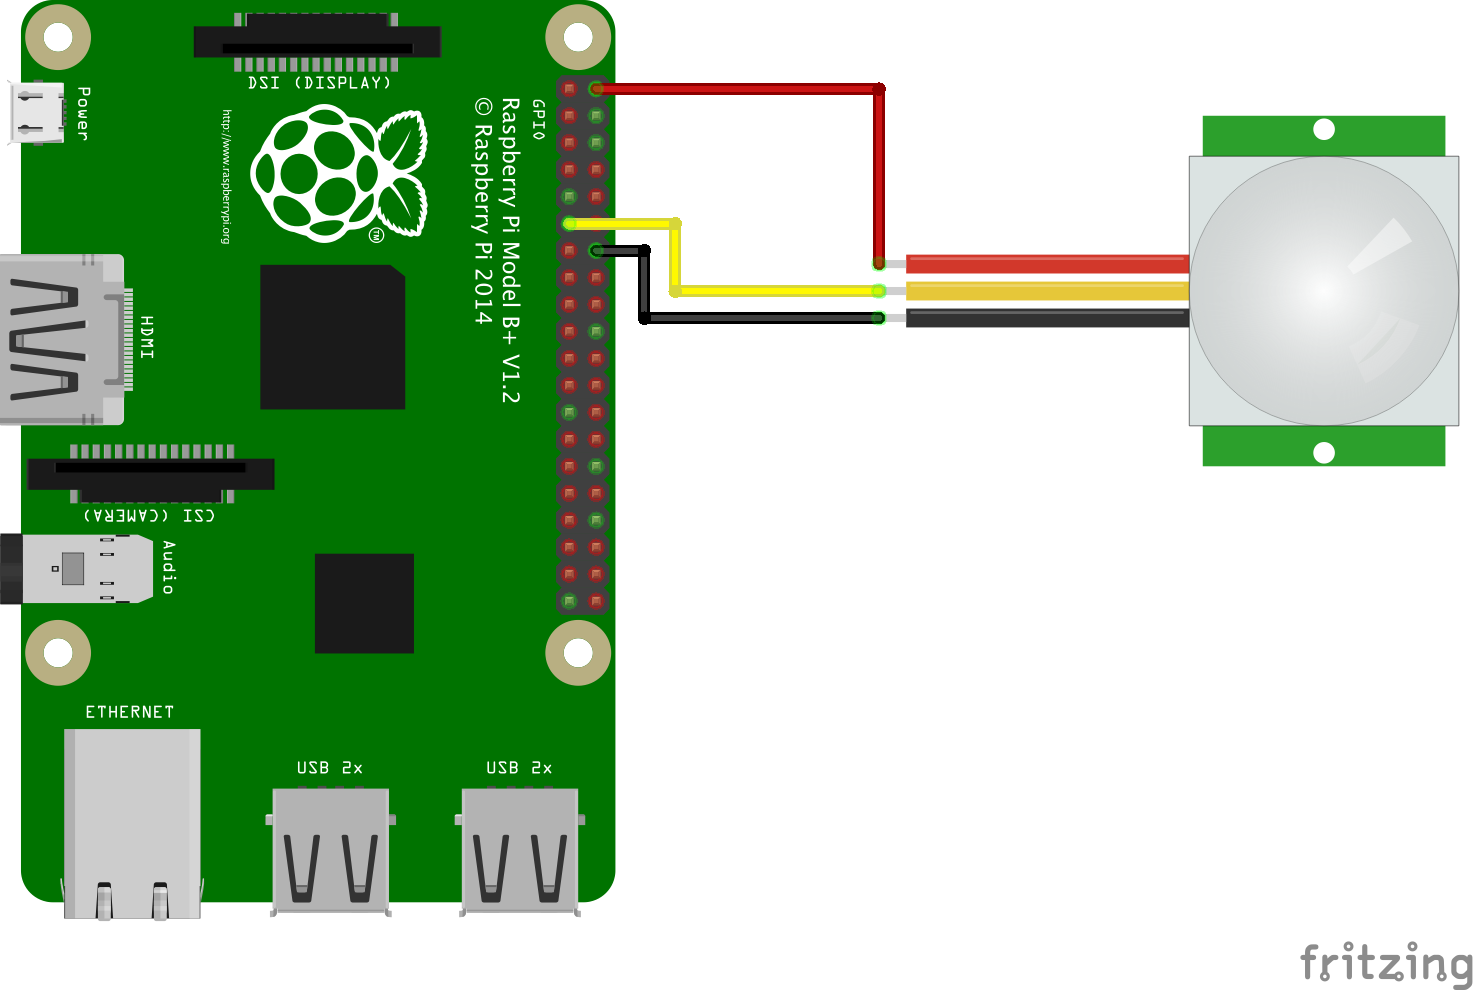 DSI (DISPLAY)
Power
http://www.raspberrypi.org
TM
GPIO
Raspberry Pi Model B+ V1.2
© Raspberry Pi 2014
HDMI
CSI (CAMERA)
Audio
ETHERNET
USB 2x
USB 2x
fritzing